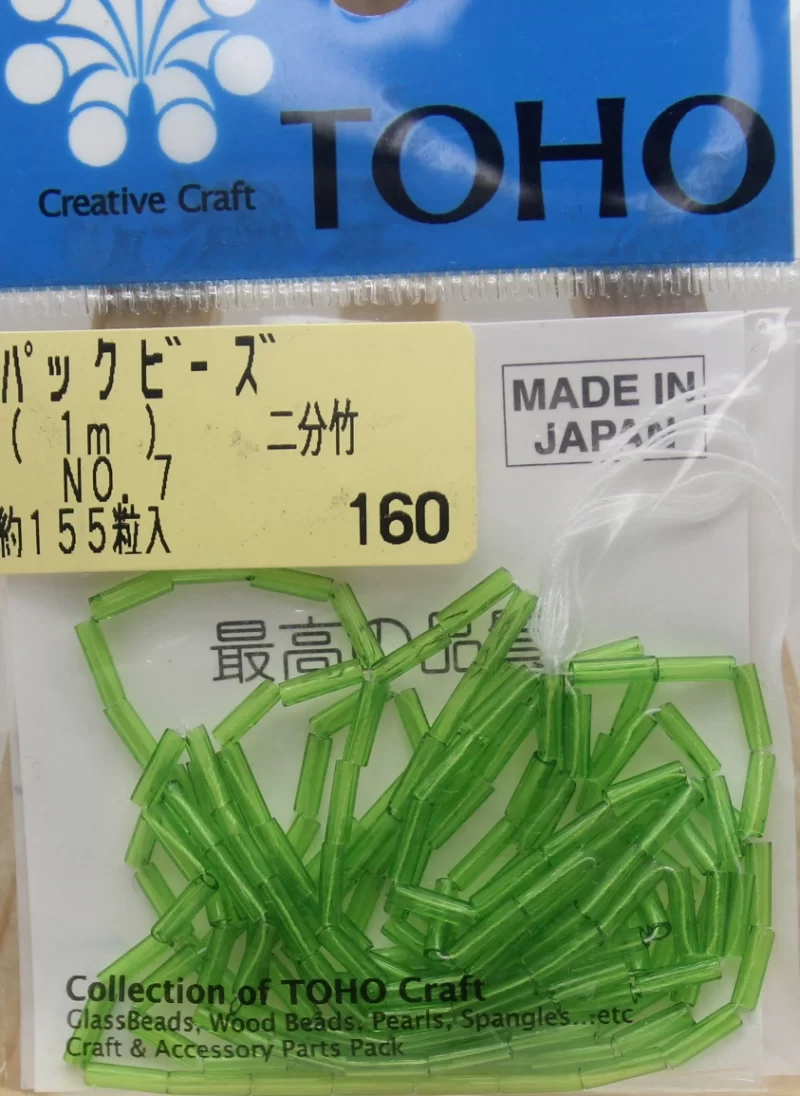 Creative Craft
TOHO
パックビーズ
(1m) 二分竹
NO.7
約155粒入 160
MADE IN
JAPAN
最高の品質
Collection of TOHO Craft
GlassBeads, Wood Beads, Pearls, Spangles...etc
Craft & Accessory Parts Pack